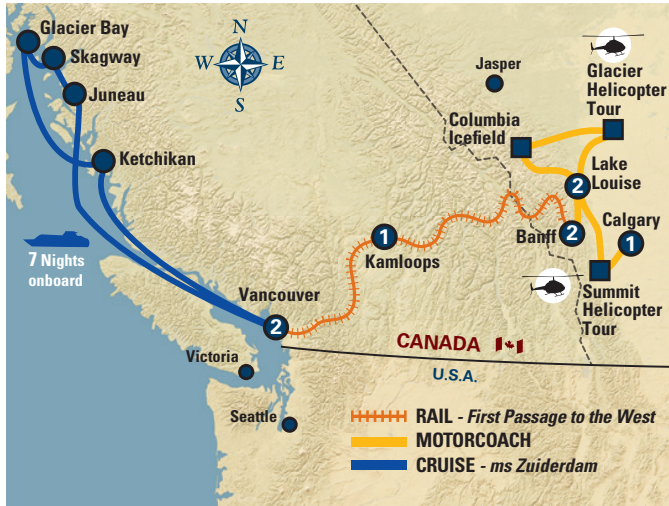 Glacier Bay
Skagway
Juneau
Ketchikan
N
W
E
S
Jasper
Glacier
Helicopter
Tour
Columbia
Icefield
2
Lake
Louise
Calgary
1
Banff
2
Summit
Helicopter
Tour
1
Kamloops
7 Nights
onboard
Vancouver
2
Victoria
Seattle
CANADA
U.S.A.
RAIL - First Passage to the West
MOTORCOACH
CRUISE - ms Zuiderdam